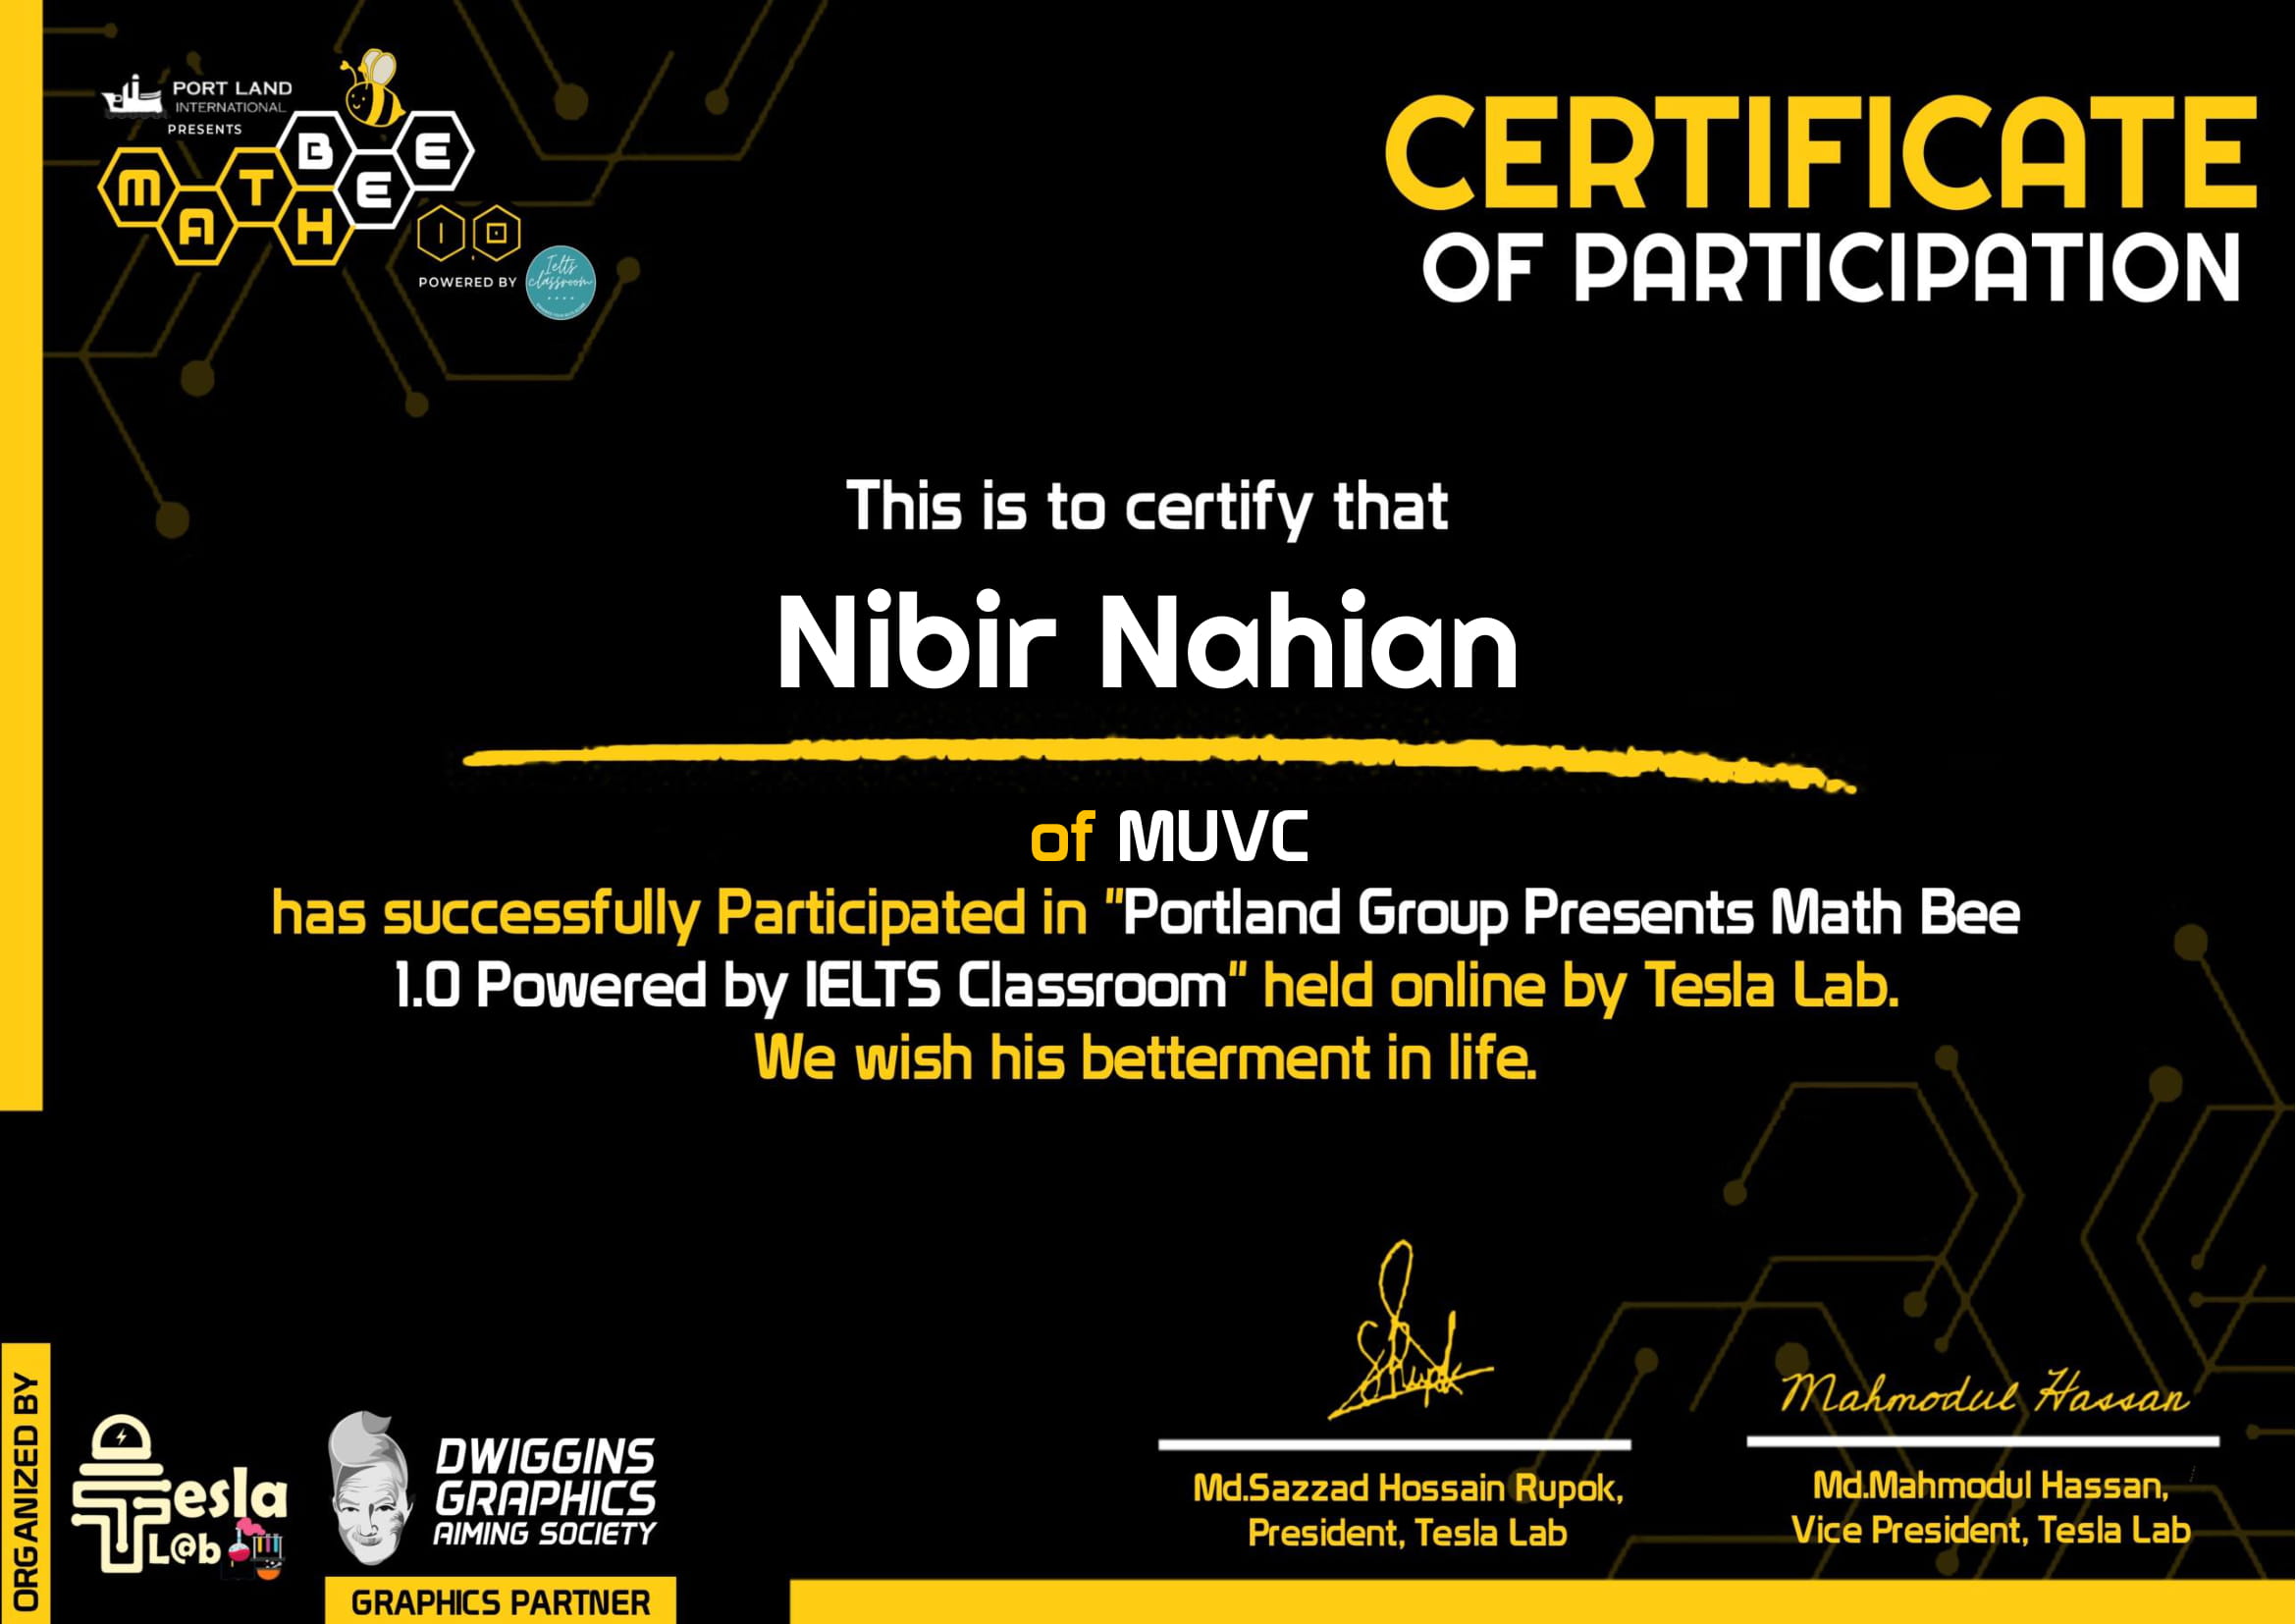 PORT LAND
INTERNATIONAL
PRESENTS
MATH BEE
1.0
POWERED BY
Ielts
classroom
CERTIFICATE
OF PARTICIPATION
This is to certify that
Nibir Nahian
of MUVC
has successfully Participated in "Portland Group Presents Math Bee
1.0 Powered by IELTS Classroom" held online by Tesla Lab.
We wish his betterment in life.
ORGANIZED BY
Tesla
L@b
DWIGGINS
GRAPHICS
AIMING SOCIETY
GRAPHICS PARTNER
SRupok
Md.Sazzad Hossain Rupok,
President, Tesla Lab
Mahmodul Hassan
Md.Mahmodul Hassan,
Vice President, Tesla Lab